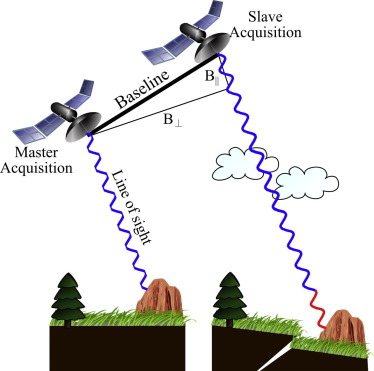 Slave
Acquisition
Baseline
B∥
B⊥
Master
Acquisition
Line of sight